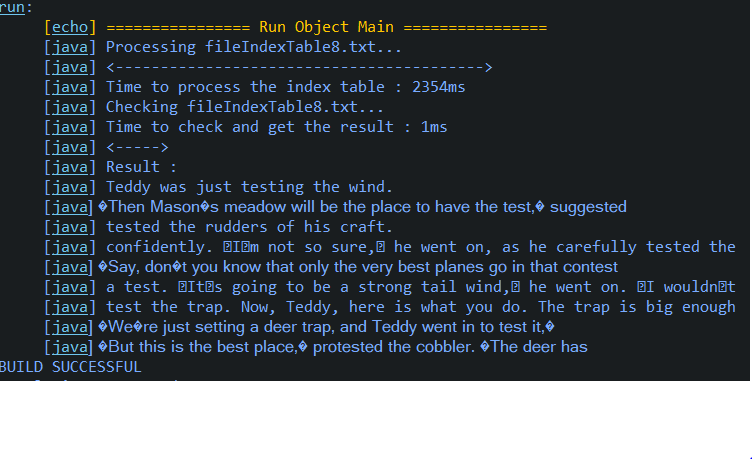 run:
[echo] ================ Run Object Main ================
[java] Processing fileIndexTable8.txt...
[java] <----------------------------------------->
[java] Time to process the index table : 2354ms
[java] Checking fileIndexTable8.txt...
[java] Time to check and get the result : 1ms
[java] <----->
[java] Result :
[java] Teddy was just testing the wind.
[java] �Then Mason�s meadow will be the place to have the test,� suggested
[java] tested the rudders of his craft.
[java] confidently. �I�m not so sure,� he went on, as he carefully tested the
[java] �Say, don�t you know that only the very best planes go in that contest
[java] a test. �It�s going to be a strong tail wind,� he went on. �I wouldn�t
[java] test the trap. Now, Teddy, here is what you do. The trap is big enough
[java] �We�re just setting a deer trap, and Teddy went in to test it,�
[java] �But this is the best place,� protested the cobbler. �The deer has
BUILD SUCCESSFUL